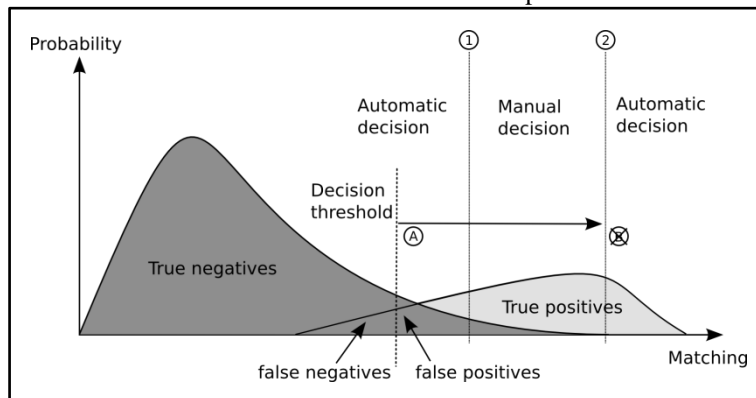 ①
②
Probability
Automatic
decision
Manual
decision
Automatic
decision
Decision
threshold
Ⓐ
True negatives
True positives
false negatives
false positives
Matching